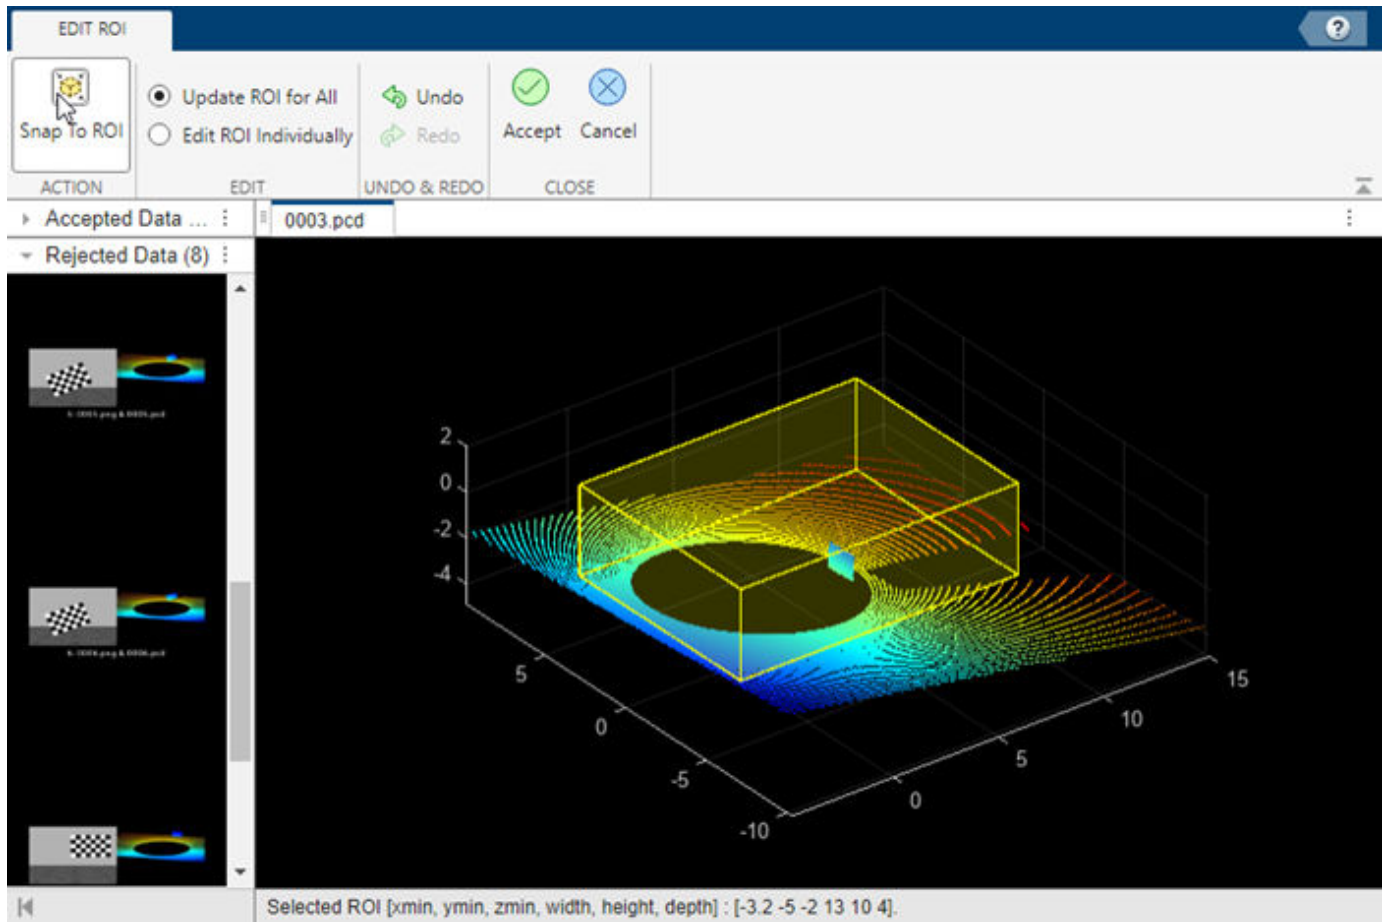 EDIT ROI
?
Snap To ROI
Update ROI for All
Edit ROI Individually
Undo
Redo
Accept
Cancel
ACTION
EDIT
UNDO & REDO
CLOSE
Accepted Data ...
0003.pcd
Rejected Data (8)
2
0
-2
-4
5
0
-5
-10
0
5
10
15
Selected ROI [xmin, ymin, zmin, width, height, depth] : [-3.2 -5 -2 13 10 4].